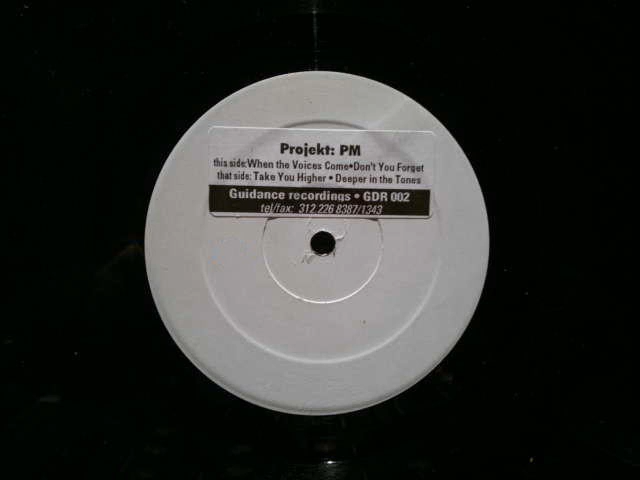 Projekt: PM
this side:When the Voices Come•Don't You Forget
that side: Take You Higher • Deeper in the Tones
Guidance recordings • GDR 002
tel/fax: 312 226 8387/1343